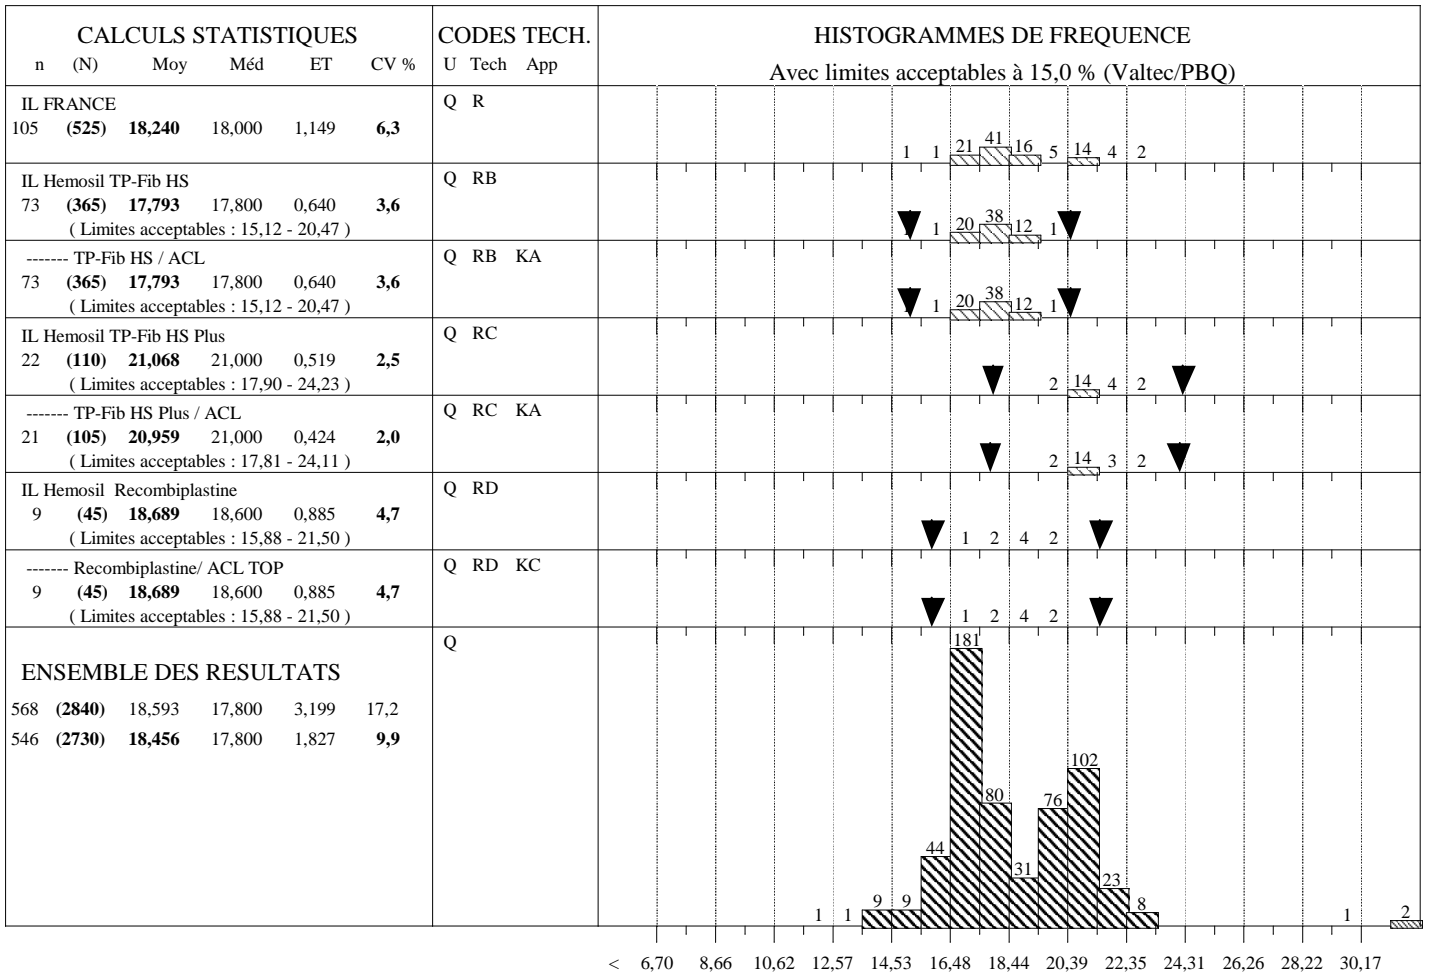 CALCULS STATISTIQUES CODES TECH. HISTOGRAMMES DE FREQUENCE
n (N) Moy Méd ET CV % U Tech App Avec limites acceptables à 15,0 % (Valtec/PBQ)
IL FRANCE Q R
105 (525) 18,240 18,000 1,149 6,3
1 1 21 41 16 5 14 4 2
IL Hemosil TP-Fib HS Q RB
73 (365) 17,793 17,800 0,640 3,6
( Limites acceptables : 15,12 - 20,47 ) 1 20 38 12 1
------- TP-Fib HS / ACL Q RB KA
73 (365) 17,793 17,800 0,640 3,6
( Limites acceptables : 15,12 - 20,47 ) 1 20 38 12 1
IL Hemosil TP-Fib HS Plus Q RC
22 (110) 21,068 21,000 0,519 2,5
( Limites acceptables : 17,90 - 24,23 ) 2 14 4 2
------- TP-Fib HS Plus / ACL Q RC KA
21 (105) 20,959 21,000 0,424 2,0
( Limites acceptables : 17,81 - 24,11 ) 2 14 3 2
IL Hemosil Recombiplastine Q RD
9 (45) 18,689 18,600 0,885 4,7
( Limites acceptables : 15,88 - 21,50 ) 1 2 4 2
------- Recombiplastine/ ACL TOP Q RD KC
9 (45) 18,689 18,600 0,885 4,7
( Limites acceptables : 15,88 - 21,50 ) 1 2 4 2
Q
ENSEMBLE DES RESULTATS
568 (2840) 18,593 17,800 3,199 17,2
546 (2730) 18,456 17,800 1,827 9,9
1 1 9 9 44 181 80 31 76 102 23 8 1 2
< 6,70 8,66 10,62 12,57 14,53 16,48 18,44 20,39 22,35 24,31 26,26 28,22 30,17